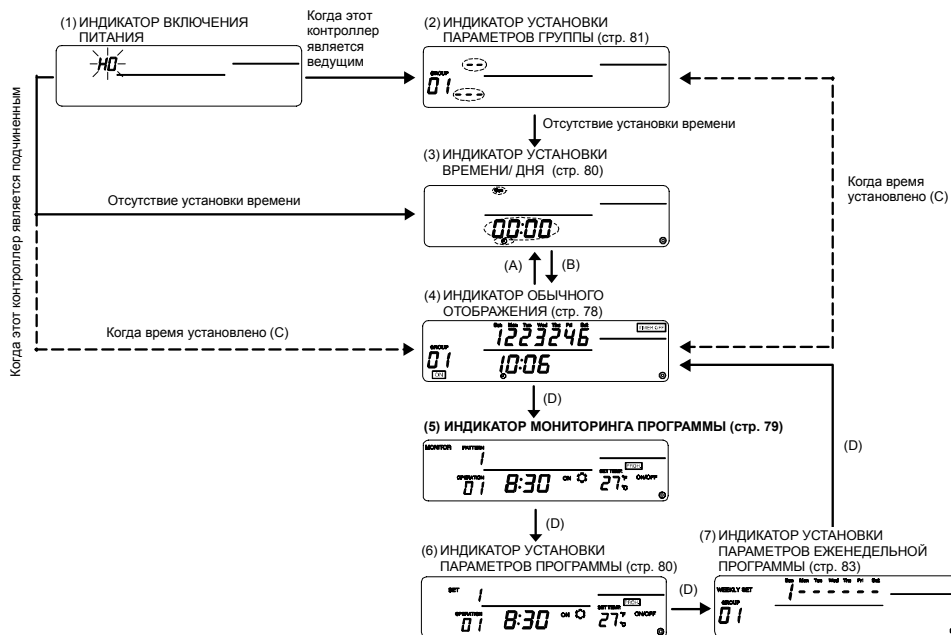 (1) ИНДИКАТОР ВКЛЮЧЕНИЯ
ПИТАНИЯ
HO
Когда этот
контроллер
является
ведущим
(2) ИНДИКАТОР УСТАНОВКИ
ПАРАМЕТРОВ ГРУППЫ (стр. 81)
GROUP
01
--
---
Когда этот контроллер является подчиненным
Отсутствие установки времени
(3) ИНДИКАТОР УСТАНОВКИ
ВРЕМЕНИ/ ДНЯ (стр. 80)
00:00
Отсутствие установки времени
Когда время
установлено (C)
(A)
(B)
(4) ИНДИКАТОР ОБЫЧНОГО
ОТОБРАЖЕНИЯ (стр. 78)
Sun Mon Tue Wed Thu Fri Sat
1223246
TIMER OFF
GROUP
01
ON
10:06
Когда время установлено (C)
(D)
(5) ИНДИКАТОР МОНИТОРИНГА ПРОГРАММЫ (стр. 79)
MONITOR PATTERN
1
OPERATION
01
8:30
ON
SET TEMP.
27 °F °C
ON/OFF
(D)
(D)
(6) ИНДИКАТОР УСТАНОВКИ
ПАРАМЕТРОВ ПРОГРАММЫ (стр. 80)
SET
1
OPERATION
01
8:30
ON
SET TEMP.
27 °F °C
ON/OFF
(D)
(7) ИНДИКАТОР УСТАНОВКИ
ПАРАМЕТРОВ ЕЖЕНЕДЕЛЬНОЙ
ПРОГРАММЫ (стр. 83)
WEEKLY SET
Sun Mon Tue Wed Thu Fri Sat
1 - - - - - -
GROUP
01